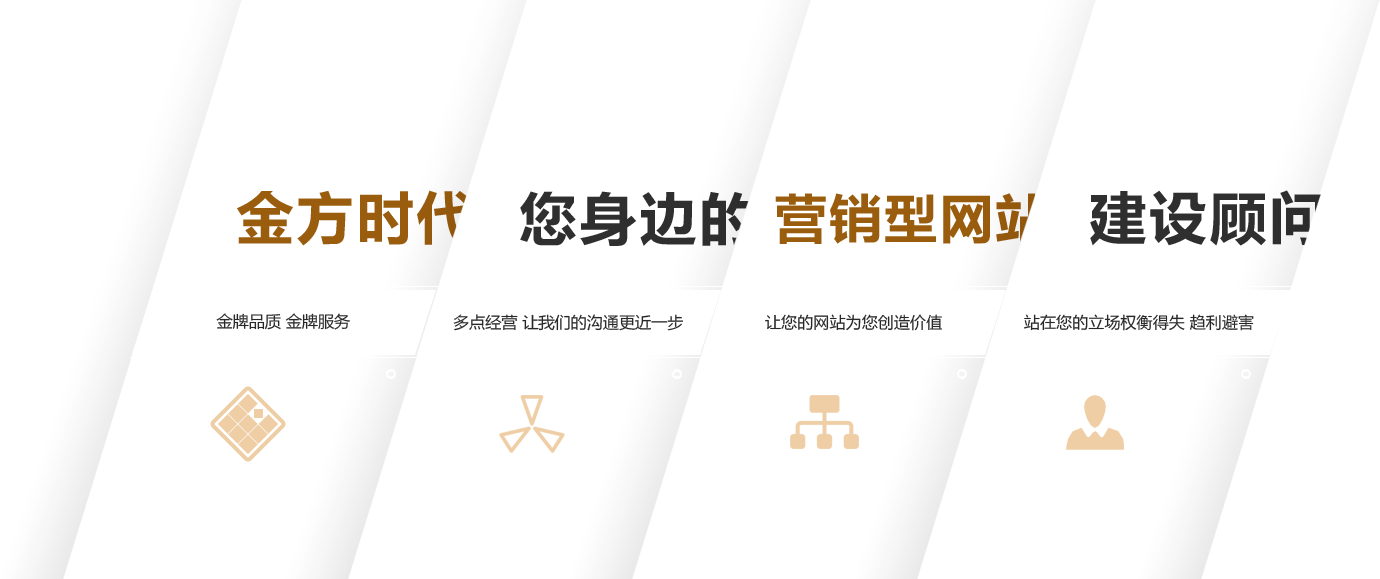 金方时代
您身边的
营销型网站
建设顾问
金牌品质 金牌服务
多点经营 让我们的沟通更近一步
让您的网站为您创造价值
站在您的立场权衡得失 趋利避害